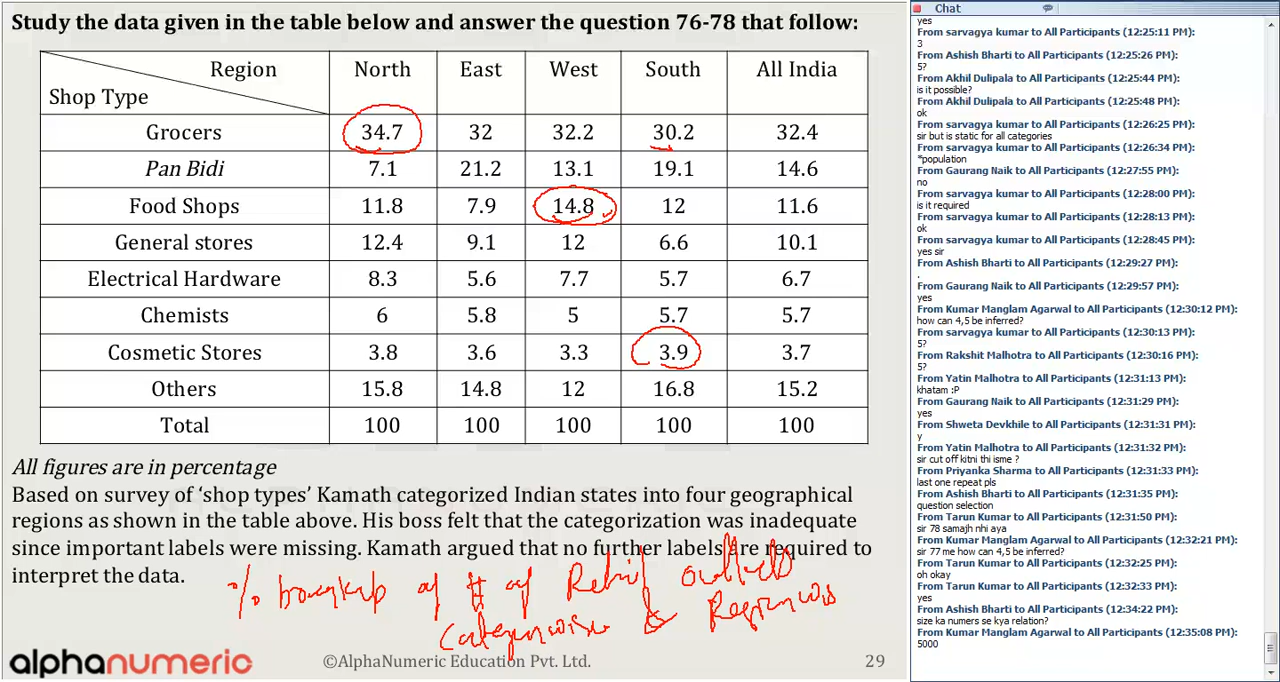 Study the data given in the table below and answer the question 76-78 that follow:
Region North East West South All India
Shop Type
Grocers 34.7 32 32.2 30.2 32.4
Pan Bidi 7.1 21.2 13.1 19.1 14.6
Food Shops 11.8 7.9 14.8 12 11.6
General stores 12.4 9.1 12 6.6 10.1
Electrical Hardware 8.3 5.6 7.7 5.7 6.7
Chemists 6 5.8 5 5.7 5.7
Cosmetic Stores 3.8 3.6 3.3 3.9 3.7
Others 15.8 14.8 12 16.8 15.2
Total 100 100 100 100 100
All figures are in percentage
Based on survey of ‘shop types’ Kamath categorized Indian states into four geographical
regions as shown in the table above. His boss felt that the categorization was inadequate
since important labels were missing. Kamath argued that no further labels are required to
interpret the data.
% breakup of # of Retail outlets
Categorywise & Regionwise
alphanumeric ©AlphaNumeric Education Pvt. Ltd. 29
Chat
yes
From sarvagya kumar to All Participants (12:25:11 PM):
3
From Ashish Bharti to All Participants (12:25:26 PM):
5?
From Akhil Dulipala to All Participants (12:25:44 PM):
is it possible?
From Akhil Dulipala to All Participants (12:25:48 PM):
ok
From sarvagya kumar to All Participants (12:26:25 PM):
sir but is static for all categories
From sarvagya kumar to All Participants (12:26:34 PM):
*population
From Gaurang Naik to All Participants (12:27:55 PM):
no
From sarvagya kumar to All Participants (12:28:00 PM):
is it required
From sarvagya kumar to All Participants (12:28:13 PM):
ok
From sarvagya kumar to All Participants (12:28:45 PM):
yes sir
From Ashish Bharti to All Participants (12:29:27 PM):
.
From Gaurang Naik to All Participants (12:29:57 PM):
yes
From Kumar Manglam Agarwal to All Participants (12:30:12 PM):
how can 4,5 be inferred?
From sarvagya kumar to All Participants (12:30:13 PM):
5?
From Rakshit Malhotra to All Participants (12:30:16 PM):
5?
From Yatin Malhotra to All Participants (12:31:13 PM):
khatam :P
From Gaurang Naik to All Participants (12:31:29 PM):
yes
From Shweta Devkhile to All Participants (12:31:31 PM):
y
From Yatin Malhotra to All Participants (12:31:32 PM):
sir cut off kitni thi isme ?
From Priyanka Sharma to All Participants (12:31:33 PM):
last one repeat pls
From Ashish Bharti to All Participants (12:31:35 PM):
question selection
From Tarun Kumar to All Participants (12:31:50 PM):
sir 78 samajh nhi aya
From Kumar Manglam Agarwal to All Participants (12:32:21 PM):
sir 77 me how can 4,5 be inferred?
From Tarun Kumar to All Participants (12:32:25 PM):
oh okay
From Tarun Kumar to All Participants (12:32:33 PM):
yes
From Ashish Bharti to All Participants (12:34:22 PM):
size ka numers se kya relation?
From Kumar Manglam Agarwal to All Participants (12:35:08 PM):
5000